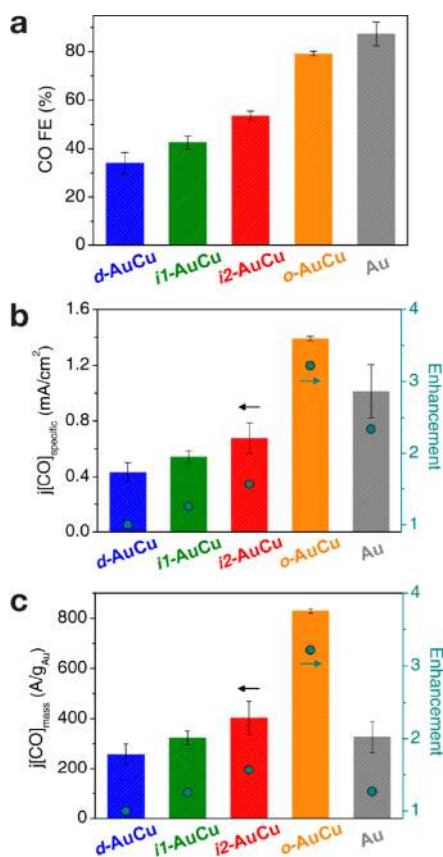 a
80
60
40
20
0
CO FE (%)
d-AuCu
i1-AuCu
i2-AuCu
o-AuCu
Au
b
1.6
1.2
0.8
0.4
0.0
j[CO]specific (mA/cm²)
4
3
2
1
Enhancement
d-AuCu
i1-AuCu
i2-AuCu
o-AuCu
Au
c
800
600
400
200
0
j[CO]mass (A/gAu)
4
3
2
1
Enhancement
d-AuCu
i1-AuCu
i2-AuCu
o-AuCu
Au